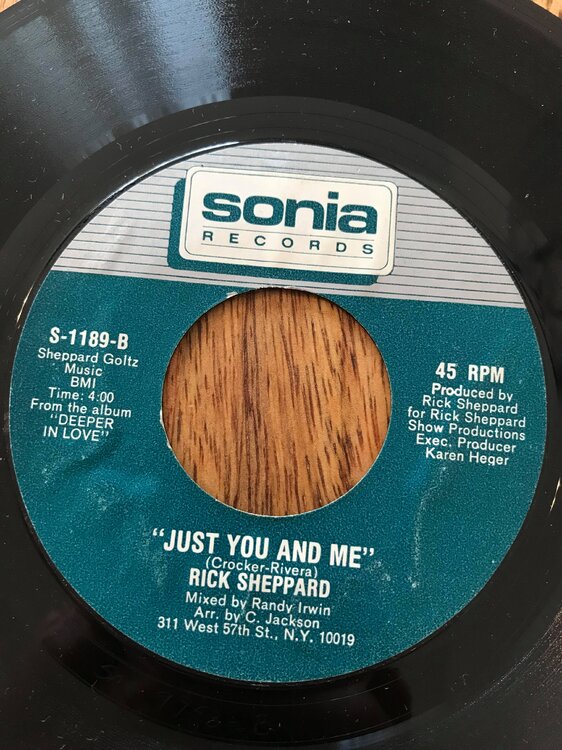 sonia
RECORDS
S-1189-B
Sheppard Goltz
Music
BMI
Time: 4:00
From the album
"DEEPER
IN LOVE"
45 RPM
Produced by
Rick Sheppard
for Rick Sheppard
Show Productions
Exec. Producer
Karen Heger
"JUST YOU AND ME"
(Crocker-Rivera)
RICK SHEPPARD
Mixed by Randy Irwin
Arr. by C. Jackson
311 West 57th St., N.Y. 10019